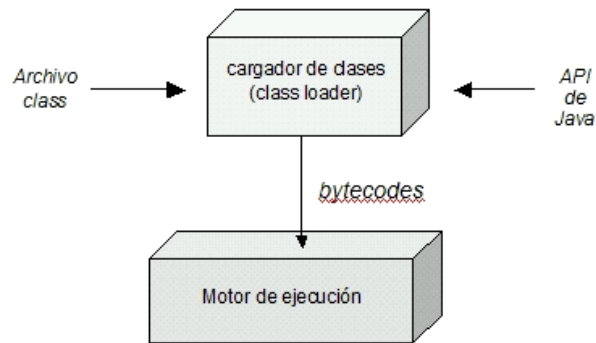 Archivo
class
cargador de clases
(class loader)
API
de
Java
bytecodes
Motor de ejecución